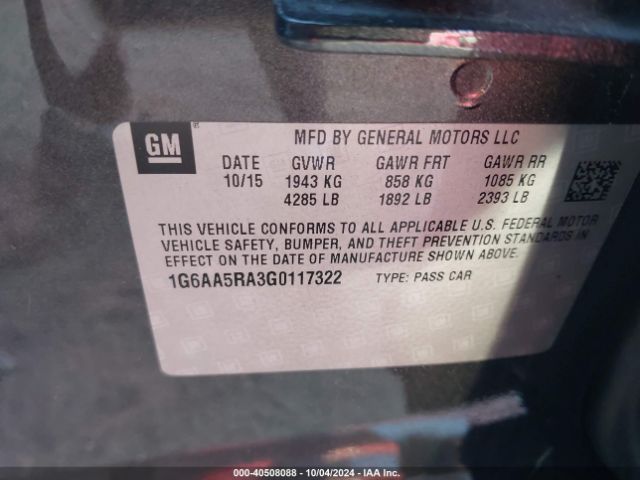 GM
MFD BY GENERAL MOTORS LLC
DATE GVWR GAWR FRT GAWR RR
10/15 1943 KG 858 KG 1085 KG
4285 LB 1892 LB 2393 LB
THIS VEHICLE CONFORMS TO ALL APPLICABLE U.S. FEDERAL MOTOR
VEHICLE SAFETY, BUMPER, AND THEFT PREVENTION STANDARDS IN
EFFECT ON THE DATE OF MANUFACTURE SHOWN ABOVE.
1G6AA5RA3G0117322 TYPE: PASS CAR
000-40508088 - 10/04/2024 - IAA Inc.